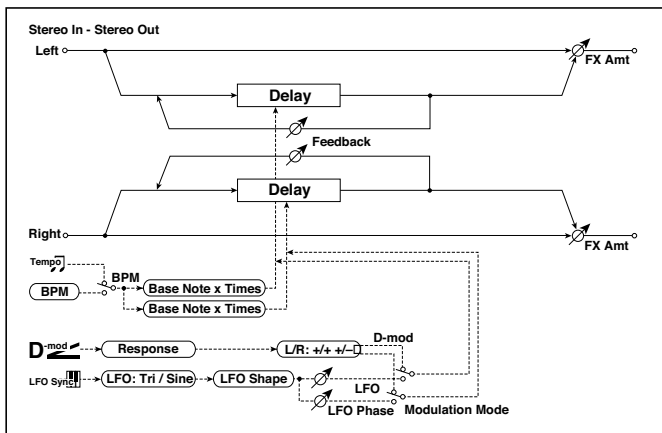 Stereo In - Stereo Out
Left
FX Amt
Delay
Feedback
Delay
Right
FX Amt
Tempo
BPM
BPM
Base Note x Times
Base Note x Times
D-mod
D-mod
Response
L/R: +/+ +/–
LFO Sync
LFO: Tri / Sine
LFO Shape
LFO
LFO Phase
Modulation Mode